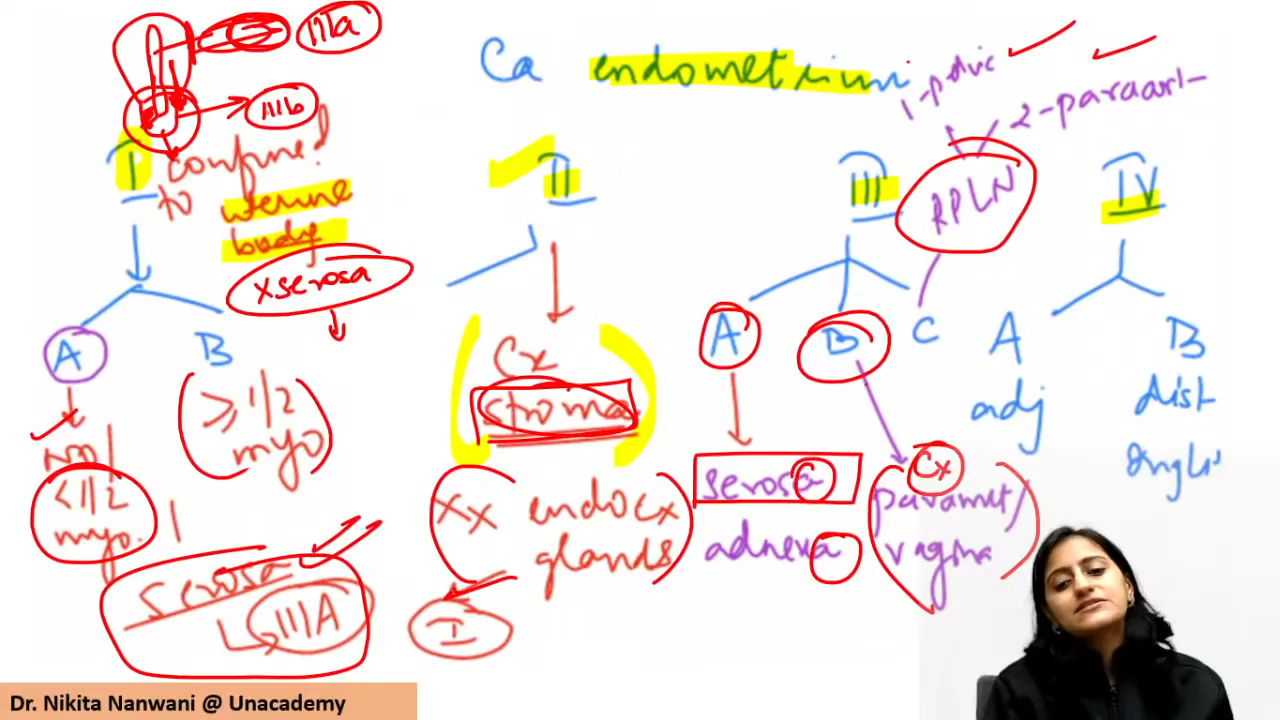 IIIa
Ca endometrium
IIIb
1-pelvic
2-paraaort-
I
confined
to uterine
body
xserosa
II
III
RPLN
IV
A
B
no/
<1/2
myo.
≥1/2
myo
serosa
IIIA
Cx
stroma
xx endocx
glands
I
A
B
C
serosa
adnexa
Cx
paramet/
vagina
A
adj
B
dist
Dr. Nikita Nanwani @ Unacademy